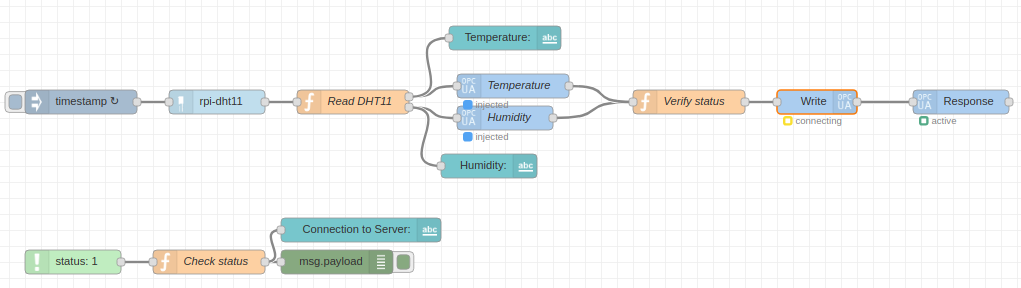 Temperature:
abc
OPC
UA
Temperature
injected
timestamp ↻
rpi-dht11
Read DHT11
OPC
UA
Humidity
injected
Verify status
Write
OPC
UA
connecting
OPC
UA
Response
active
Humidity:
abc
Connection to Server:
abc
status: 1
Check status
msg.payload